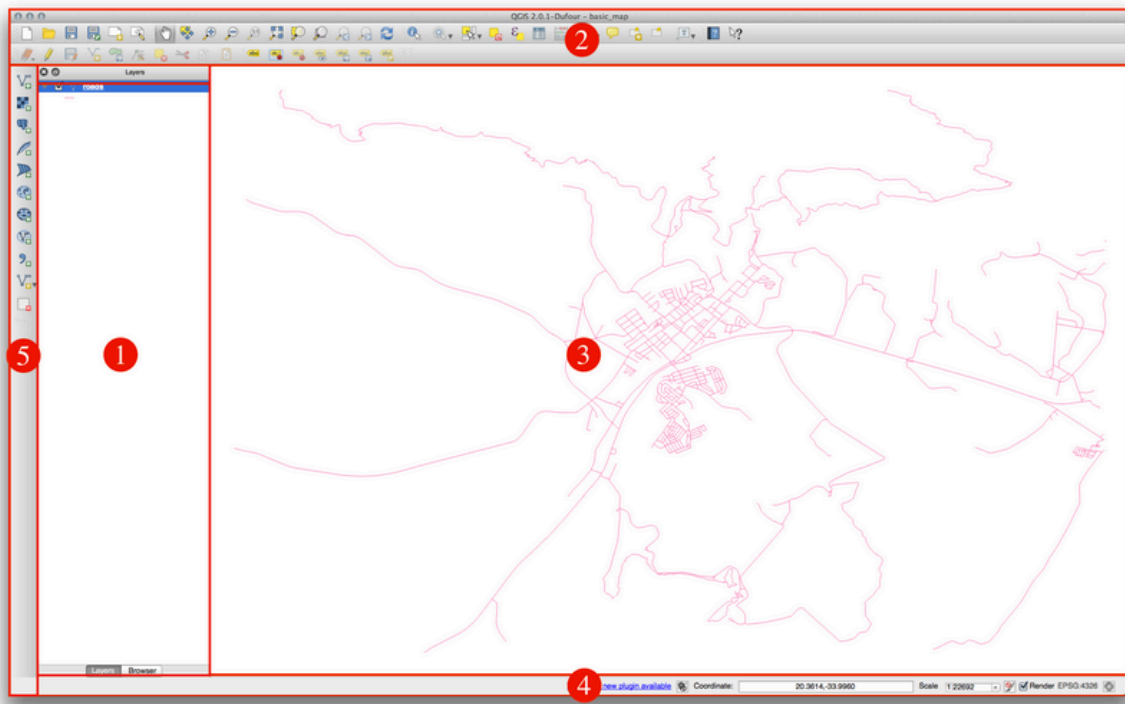 QGIS 2.0.1-Dufour - basic_map
2
Layers
roads
5
1
3
Layers Browser
4
new plugin available Coordinate: 20.3614,-33.9960 Scale 1:22692 Render EPSG:4326